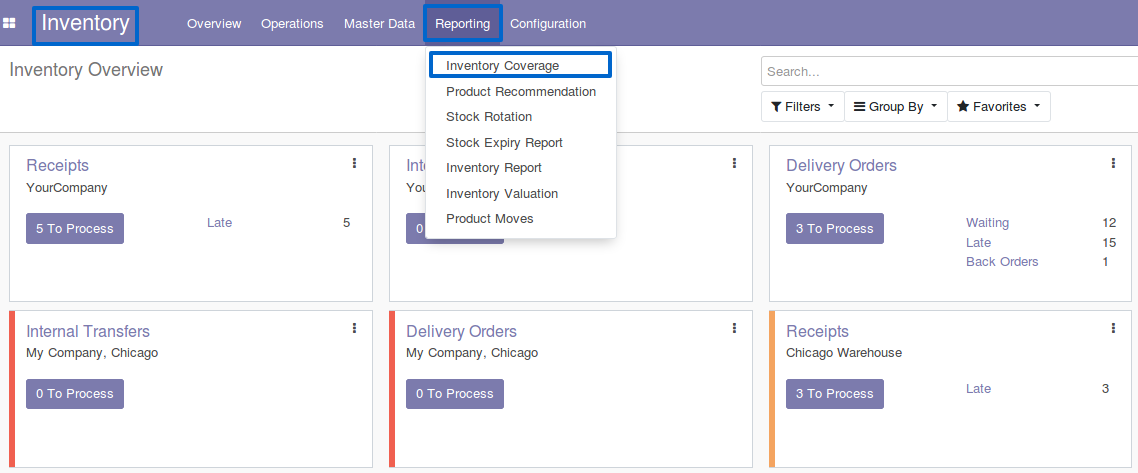 Inventory Overview Operations Master Data Reporting Configuration
Inventory Overview
Search...
Filters Group By Favorites
Inventory Coverage
Product Recommendation
Stock Rotation
Stock Expiry Report
Inventory Report
Inventory Valuation
Product Moves
Receipts
YourCompany
5 To Process Late 5
Int
You
0
Delivery Orders
YourCompany
3 To Process Waiting 12
Late 15
Back Orders 1
Internal Transfers
My Company, Chicago
0 To Process
Delivery Orders
My Company, Chicago
0 To Process
Receipts
Chicago Warehouse
3 To Process Late 3